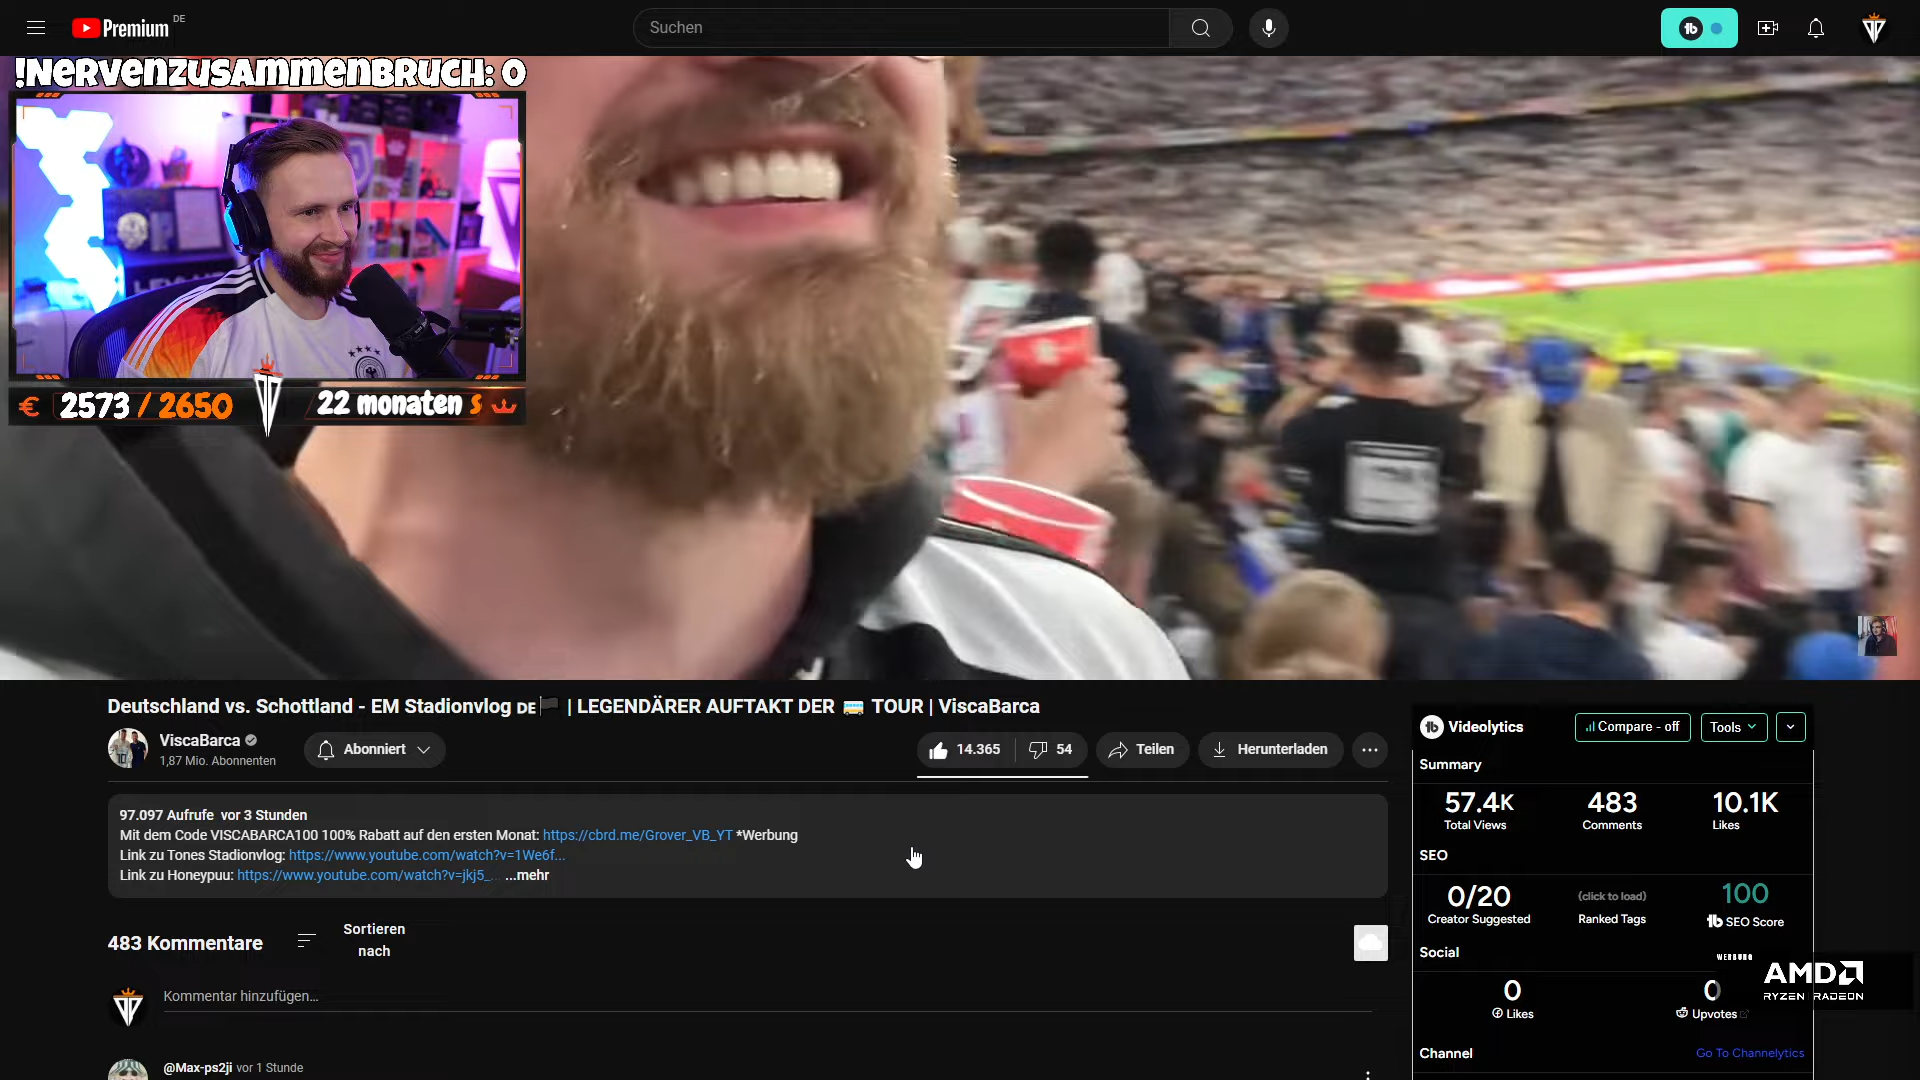 Premium DE
Suchen
!NERVENZUSAMMENBRUCH: 0
€ 2573 / 2650
22 monaten S
Deutschland vs. Schottland - EM Stadionvlog DE🏴 | LEGENDÄRER AUFTAKT DER 🚌 TOUR | ViscaBarca
ViscaBarca
1,87 Mio. Abonnenten
Abonniert
14.365
54
Teilen
Herunterladen
97.097 Aufrufe vor 3 Stunden
Mit dem Code VISCABARCA100 100% Rabatt auf den ersten Monat: https://cbrd.me/Grover_VB_YT *Werbung
Link zu Tones Stadionvlog: https://www.youtube.com/watch?v=1We6f...
Link zu Honeypuu: https://www.youtube.com/watch?v=jkj5_... ...mehr
483 Kommentare
Sortieren
nach
Kommentar hinzufügen...
@Max-ps2ji vor 1 Stunde
Videolytics
Compare - off
Tools
Summary
57.4K
Total Views
483
Comments
10.1K
Likes
SEO
0/20
Creator Suggested
(click to load)
Ranked Tags
100
SEO Score
Social
0
Likes
0
Upvotes
WERBUNG
AMD
RYZEN RADEON
Channel
Go To Channelytics